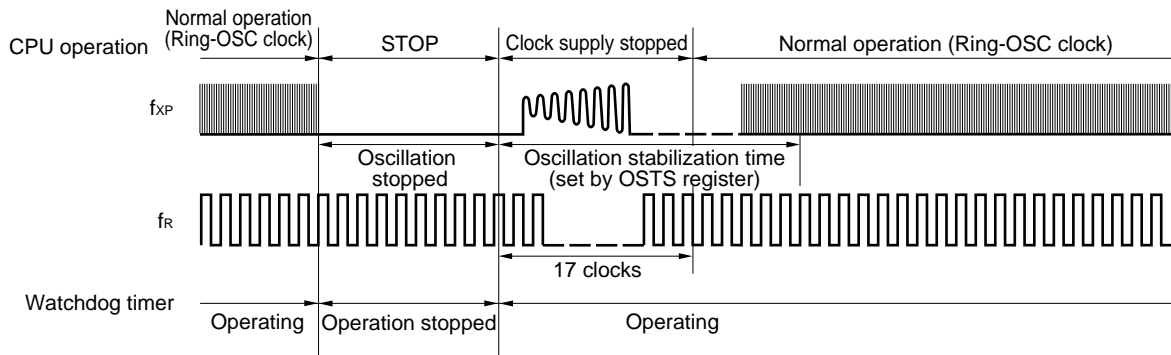 Normal operation
(Ring-OSC clock)
CPU operation
STOP
Clock supply stopped
Normal operation (Ring-OSC clock)
fXP
Oscillation
stopped
Oscillation stabilization time
(set by OSTS register)
fR
17 clocks
Watchdog timer
Operating
Operation stopped
Operating